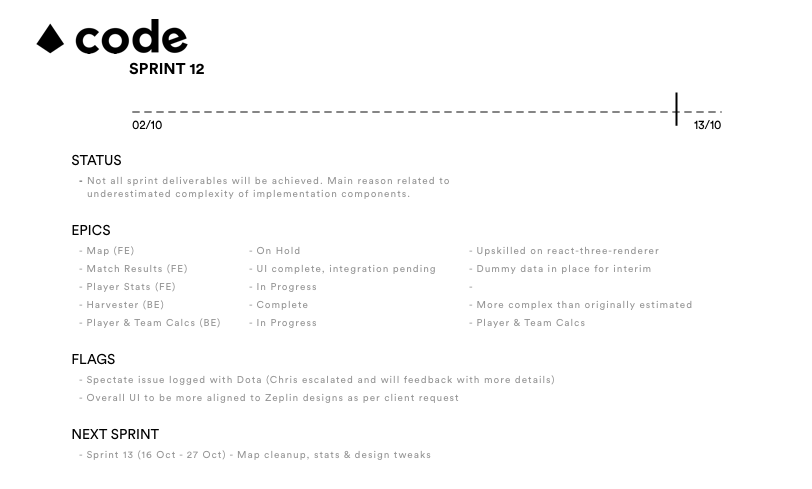 code
SPRINT 12
02/10 13/10
STATUS
- Not all sprint deliverables will be achieved. Main reason related to
underestimated complexity of implementation components.
EPICS
- Map (FE) - On Hold - Upskilled on react-three-renderer
- Match Results (FE) - UI complete, integration pending - Dummy data in place for interim
- Player Stats (FE) - In Progress -
- Harvester (BE) - Complete - More complex than originally estimated
- Player & Team Calcs (BE) - In Progress - Player & Team Calcs
FLAGS
- Spectate issue logged with Dota (Chris escalated and will feedback with more details)
- Overall UI to be more aligned to Zeplin designs as per client request
NEXT SPRINT
- Sprint 13 (16 Oct - 27 Oct) - Map cleanup, stats & design tweaks